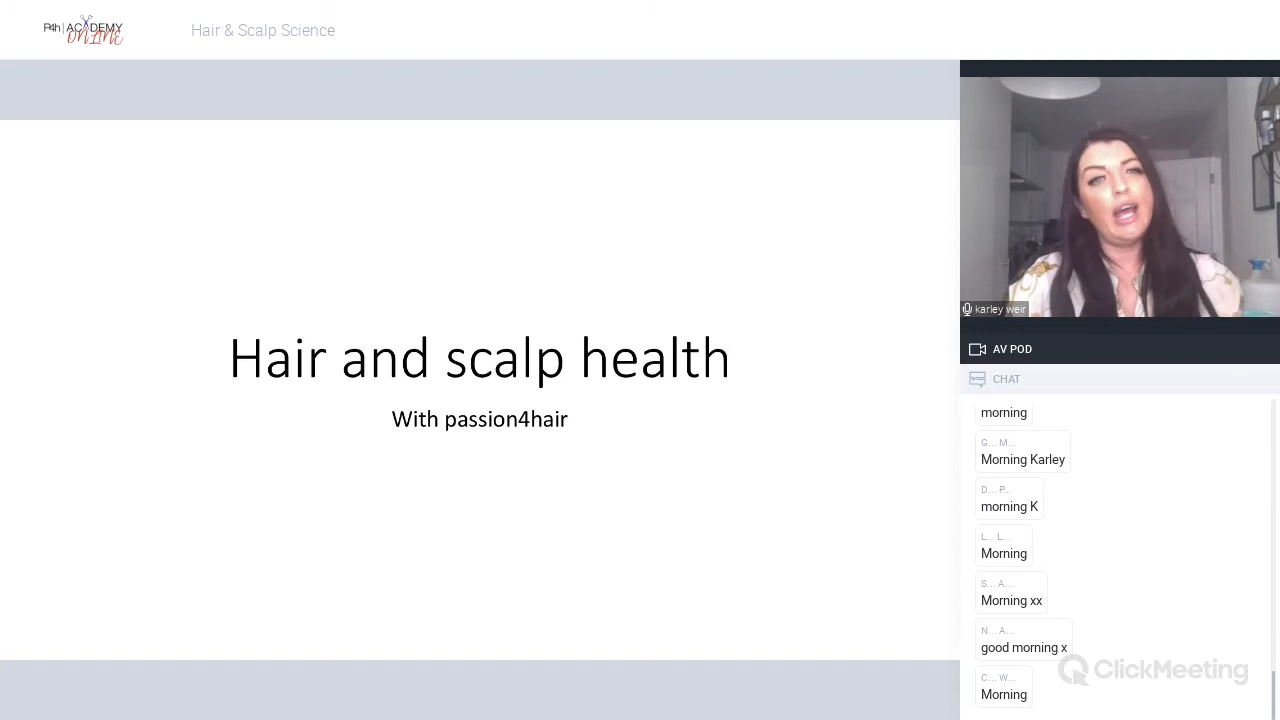 P4h | ACADEMY
ONLINE
Hair & Scalp Science
Hair and scalp health
With passion4hair
karley weir
AV POD
CHAT
morning
G... M...
Morning Karley
D... P...
morning K
L... L...
Morning
S... A...
Morning xx
N... A...
good morning x
C... W...
Morning
ClickMeeting